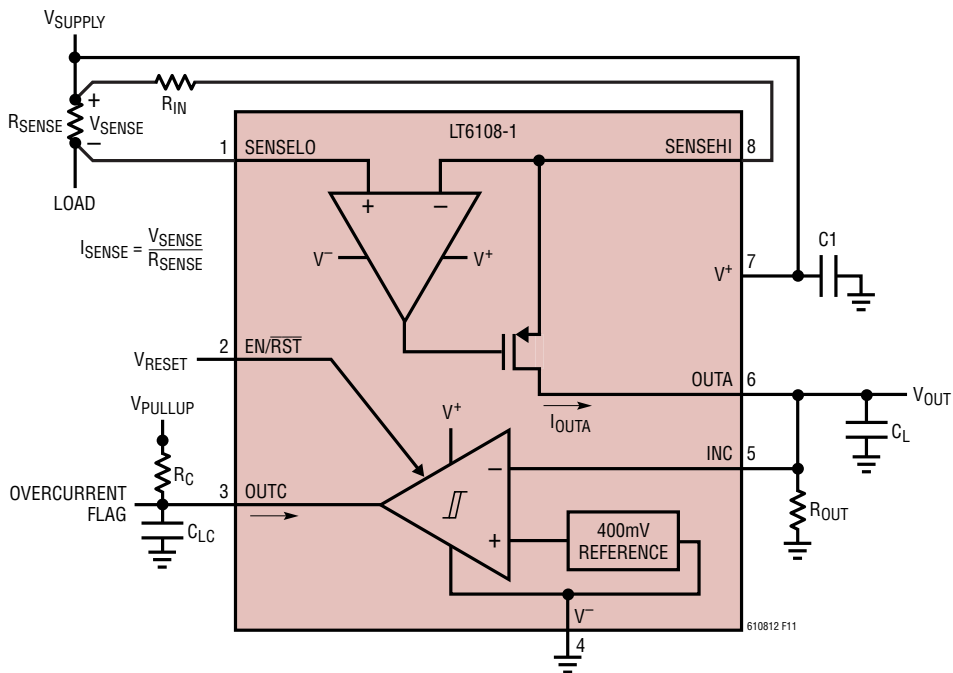 VSUPPLY
RIN
RSENSE
+
VSENSE
–
LOAD
ISENSE = VSENSE / RSENSE
LT6108-1
1 SENSELO
SENSEHI 8
+ –
V– V+
V+ 7
C1
2 EN/RST
VRESET
OUTA 6
VOUT
IOUTA
CL
VPULLUP
RC
V+
INC 5
–
ROUT
OVERCURRENT
FLAG
3 OUTC
CLC
+
400mV
REFERENCE
V–
4
610812 F11